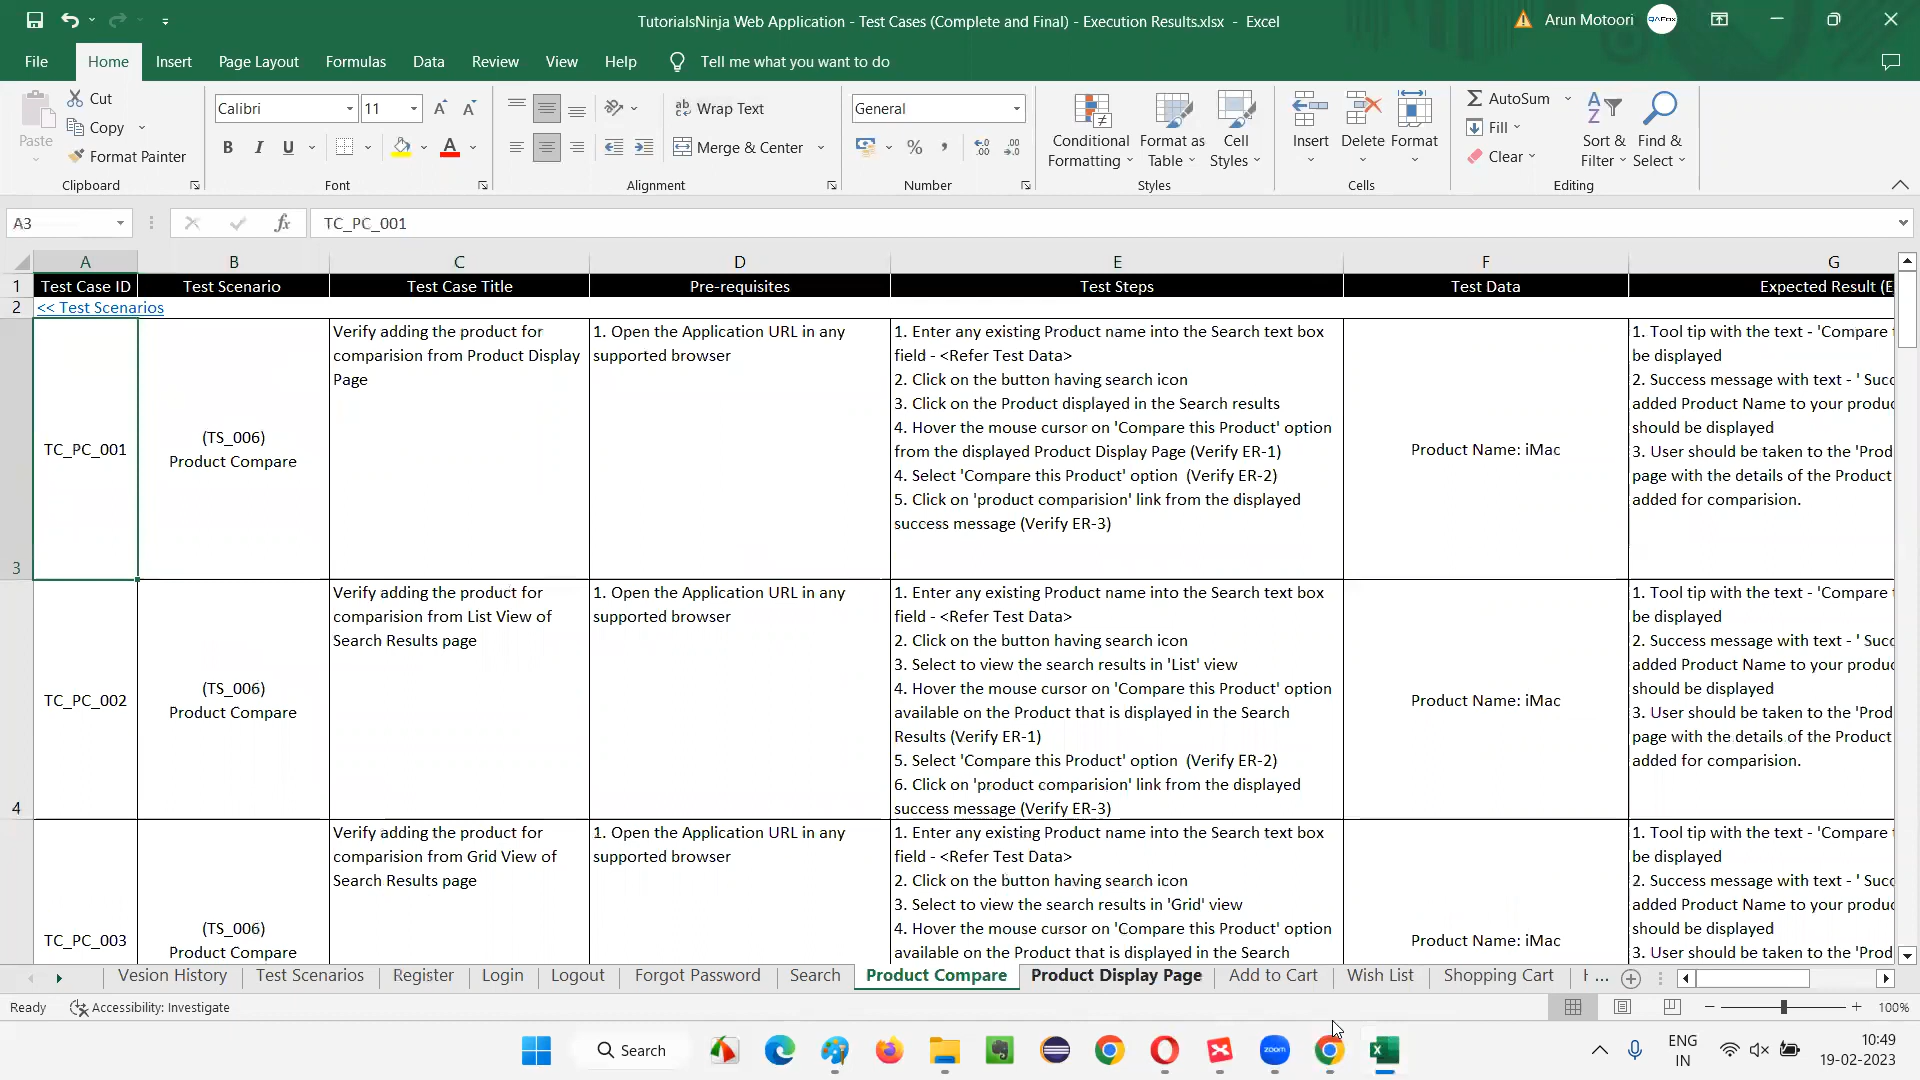 TutorialsNinja Web Application - Test Cases (Complete and Final) - Execution Results.xlsx - Excel
Arun Motoori
File Home Insert Page Layout Formulas Data Review View Help Tell me what you want to do
Paste
Cut
Copy
Format Painter
Clipboard
Calibri 11
B I U
Font
Wrap Text
Merge & Center
Alignment
General
Number
Conditional Formatting
Format as Table
Cell Styles
Styles
Insert Delete Format
Cells
AutoSum
Fill
Clear
Sort & Filter
Find & Select
Editing
A3 fx TC_PC_001
A B C D E F G
1 Test Case ID Test Scenario Test Case Title Pre-requisites Test Steps Test Data Expected Result (E
2 << Test Scenarios
3
TC_PC_001
(TS_006)
Product Compare
Verify adding the product for
comparision from Product Display
Page
1. Open the Application URL in any
supported browser
1. Enter any existing Product name into the Search text box
field - <Refer Test Data>
2. Click on the button having search icon
3. Click on the Product displayed in the Search results
4. Hover the mouse cursor on 'Compare this Product' option
from the displayed Product Display Page (Verify ER-1)
4. Select 'Compare this Product' option (Verify ER-2)
5. Click on 'product comparision' link from the displayed
success message (Verify ER-3)
Product Name: iMac
1. Tool tip with the text - 'Compare
be displayed
2. Success message with text - ' Succ
added Product Name to your produc
should be displayed
3. User should be taken to the 'Prod
page with the details of the Product
added for comparision.
4
TC_PC_002
(TS_006)
Product Compare
Verify adding the product for
comparision from List View of
Search Results page
1. Open the Application URL in any
supported browser
1. Enter any existing Product name into the Search text box
field - <Refer Test Data>
2. Click on the button having search icon
3. Select to view the search results in 'List' view
4. Hover the mouse cursor on 'Compare this Product' option
available on the Product that is displayed in the Search
Results (Verify ER-1)
5. Select 'Compare this Product' option (Verify ER-2)
6. Click on 'product comparision' link from the displayed
success message (Verify ER-3)
Product Name: iMac
1. Tool tip with the text - 'Compare
be displayed
2. Success message with text - ' Succ
added Product Name to your produc
should be displayed
3. User should be taken to the 'Prod
page with the details of the Product
added for comparision.
TC_PC_003
(TS_006)
Product Compare
Verify adding the product for
comparision from Grid View of
Search Results page
1. Open the Application URL in any
supported browser
1. Enter any existing Product name into the Search text box
field - <Refer Test Data>
2. Click on the button having search icon
3. Select to view the search results in 'Grid' view
4. Hover the mouse cursor on 'Compare this Product' option
available on the Product that is displayed in the Search
Product Name: iMac
1. Tool tip with the text - 'Compare
be displayed
2. Success message with text - ' Succ
added Product Name to your produc
should be displayed
3. User should be taken to the 'Prod
Vesion History Test Scenarios Register Login Logout Forgot Password Search Product Compare Product Display Page Add to Cart Wish List Shopping Cart ...
Ready Accessibility: Investigate 100%
Search
zoom
ENG
IN
10:49
19-02-2023